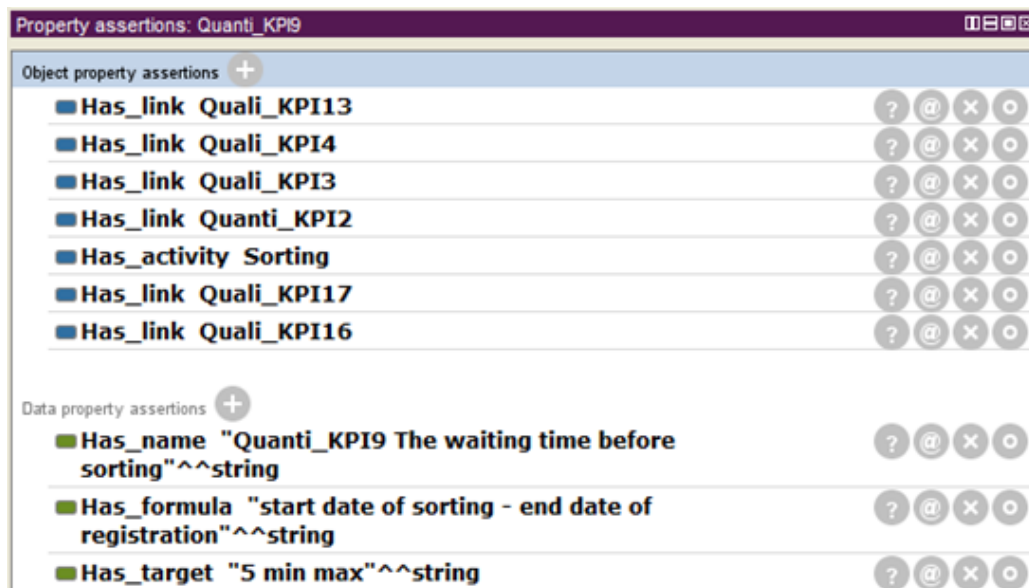 Property assertions: Quanti_KPI9
Object property assertions
Has_link Quali_KPI13
Has_link Quali_KPI4
Has_link Quali_KPI3
Has_link Quanti_KPI2
Has_activity Sorting
Has_link Quali_KPI17
Has_link Quali_KPI16
Data property assertions
Has_name "Quanti_KPI9 The waiting time before
sorting"^^string
Has_formula "start date of sorting - end date of
registration"^^string
Has_target "5 min max"^^string